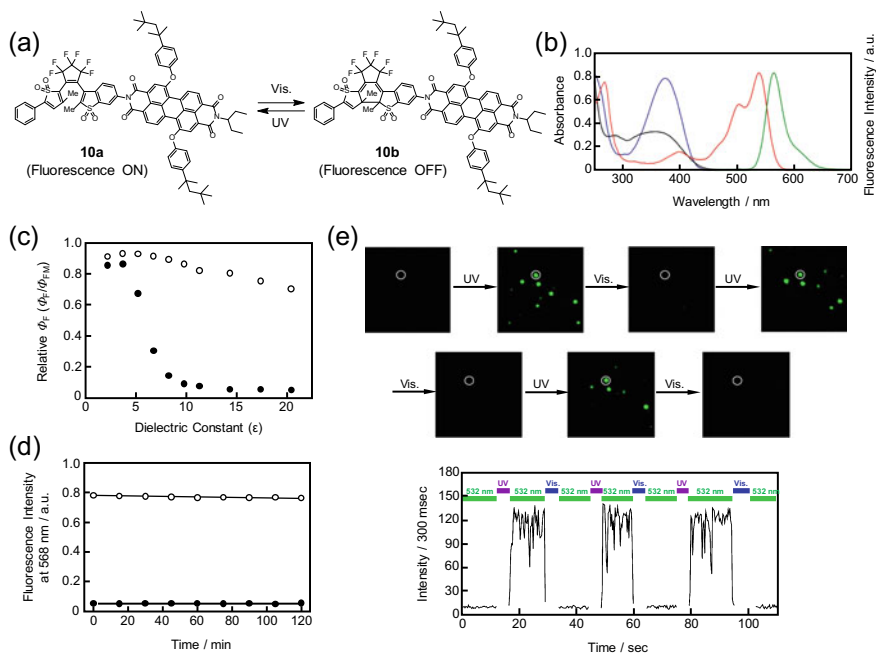 (a)
F F F F F F
O O S Me Me S O O
N O O N O O O O
10a
(Fluorescence ON)
Vis.
UV
F F F F F F
O O S Me Me S O O
N O O N O O O O
10b
(Fluorescence OFF)
(b)
Absorbance
1.0
0.8
0.6
0.4
0.2
0
300 400 500 600 700
Wavelength / nm
Fluorescence Intensity / a.u.
(c)
Relative ΦF (ΦF/ΦFM)
1.0
0.8
0.6
0.4
0.2
0
0 5 10 15 20
Dielectric Constant (ε)
(d)
Fluorescence Intensity
at 568 nm / a.u.
1.0
0.8
0.4
0.2
0
0 20 40 60 80 100 120
Time / min
(e)
UV Vis. UV
Vis. UV Vis.
Intensity / 300 msec
180
150
120
90
60
30
0
UV Vis. UV Vis. UV Vis.
532 nm 532 nm 532 nm 532 nm 532 nm 532 nm 532 nm
0 20 40 60 80 100
Time / sec